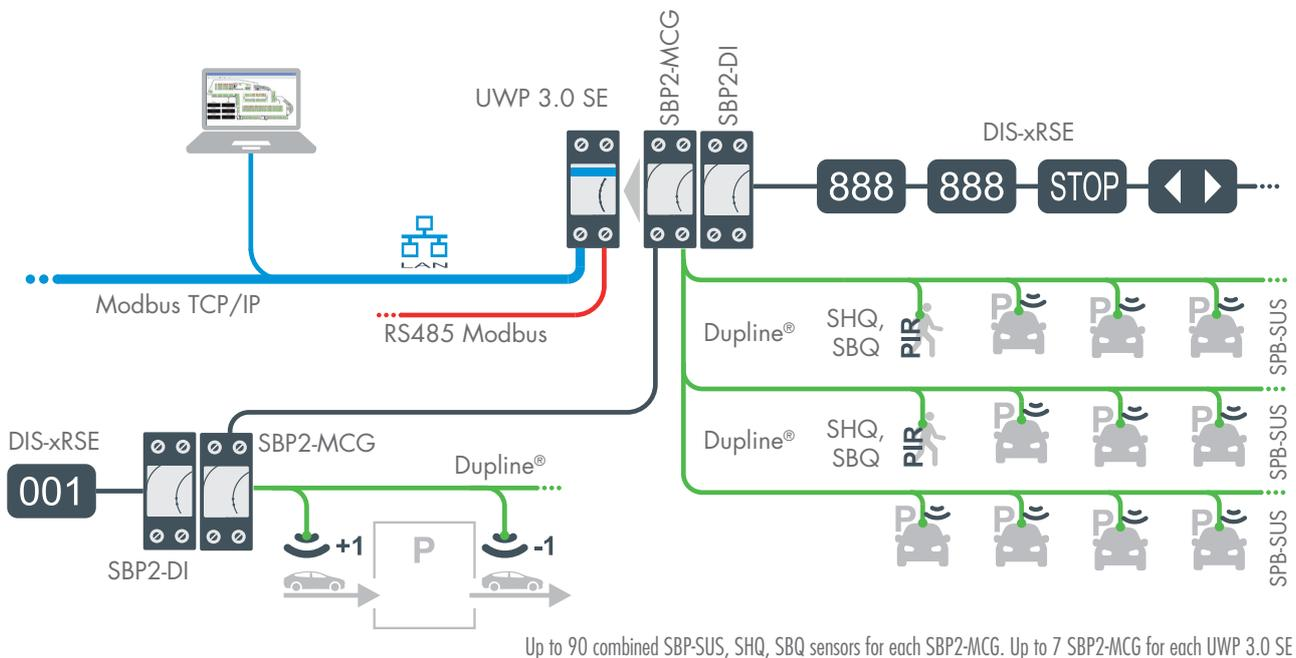 SBP2-MCG
SBP2-DI
UWP 3.0 SE
DIS-xRSE
888
888
STOP
LAN
Modbus TCP/IP
RS485 Modbus
Dupline®
SHQ,
SBQ
PIR
P
P
P
SPB-SUS
Dupline®
SHQ,
SBQ
PIR
P
P
P
SPB-SUS
DIS-xRSE
001
SBP2-MCG
Dupline®
SBP2-DI
+1
P
-1
P
P
P
P
SPB-SUS
Up to 90 combined SBP-SUS, SHQ, SBQ sensors for each SBP2-MCG. Up to 7 SBP2-MCG for each UWP 3.0 SE